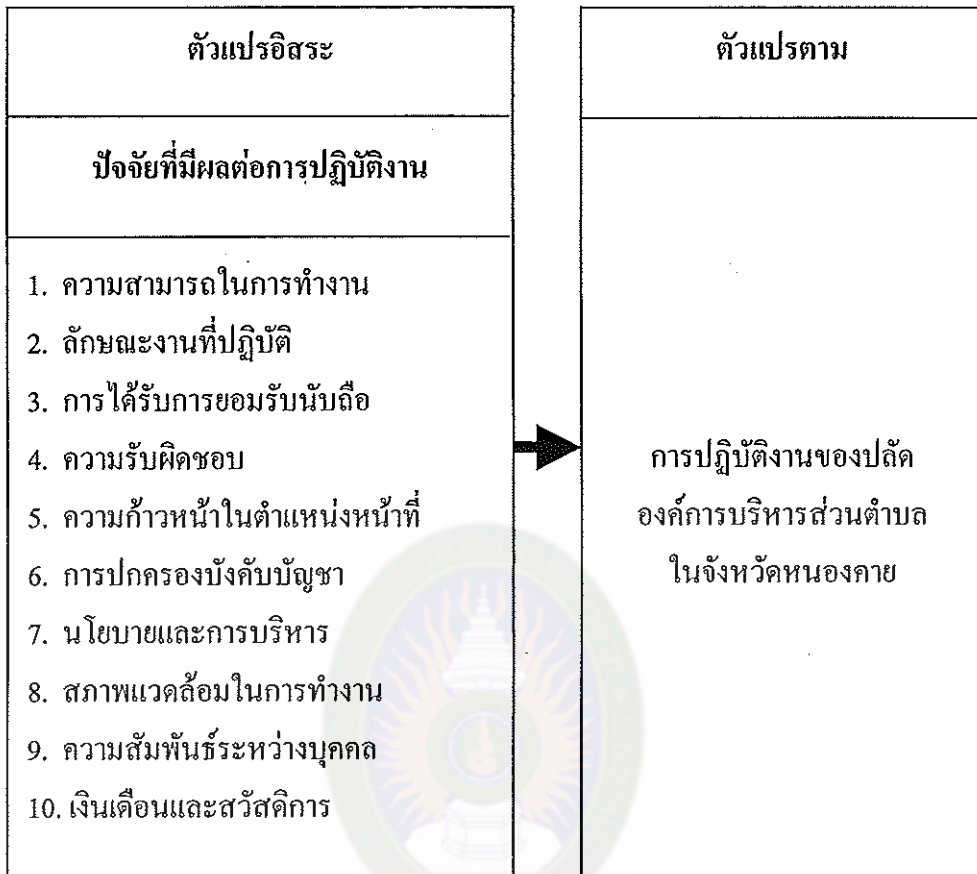 ตัวแปรอิสระ
ปัจจัยที่มีผลต่อการปฏิบัติงาน
1. ความสามารถในการทำงาน
2. ลักษณะงานที่ปฏิบัติ
3. การได้รับการยอมรับนับถือ
4. ความรับผิดชอบ
5. ความก้าวหน้าในตำแหน่งหน้าที่
6. การปกครองบังคับบัญชา
7. นโยบายและการบริหาร
8. สภาพแวดล้อมในการทำงาน
9. ความสัมพันธ์ระหว่างบุคคล
10. เงินเดือนและสวัสดิการ
ตัวแปรตาม
การปฏิบัติงานของปลัด
องค์การบริหารส่วนตำบล
ในจังหวัดหนองคาย